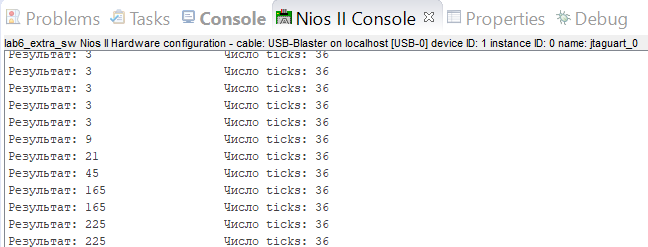 Problems Tasks Console Nios II Console Properties Debug
lab6_extra_sw Nios II Hardware configuration - cable: USB-Blaster on localhost [USB-0] device ID: 1 instance ID: 0 name: jtaguart_0
Результат: 3 Число ticks: 36
Результат: 3 Число ticks: 36
Результат: 3 Число ticks: 36
Результат: 3 Число ticks: 36
Результат: 3 Число ticks: 36
Результат: 9 Число ticks: 36
Результат: 21 Число ticks: 36
Результат: 45 Число ticks: 36
Результат: 165 Число ticks: 36
Результат: 165 Число ticks: 36
Результат: 225 Число ticks: 36
Результат: 225 Число ticks: 36